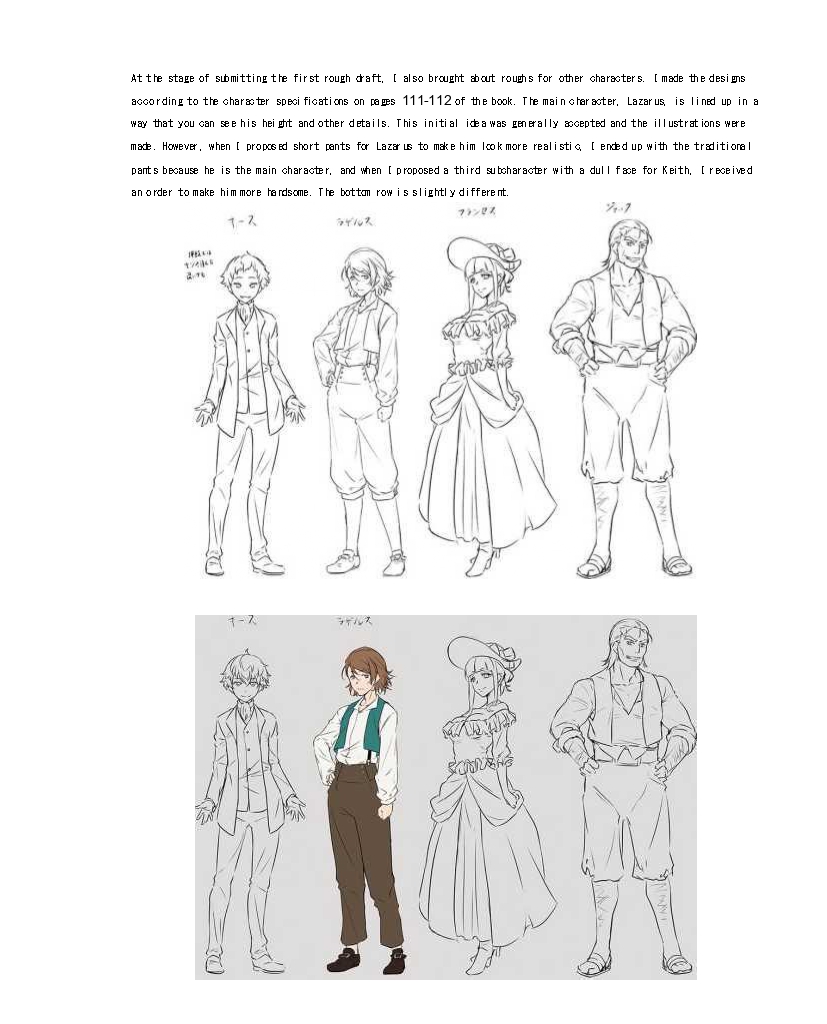 At the stage of submitting the first rough draft, I also brought about roughs for other characters. I made the designs
according to the character specifications on pages 111-112 of the book. The main character, Lazarus, is lined up in a
way that you can see his height and other details. This initial idea was generally accepted and the illustrations were
made. However, when I proposed short pants for Lazarus to make him look more realistic, I ended up with the traditional
pants because he is the main character, and when I proposed a third subcharacter with a dull face for Keith, I received
an order to make him more handsome. The bottom row is slightly different.
キース
ラザルス
フランセス
ジャック
キース
ラザルス